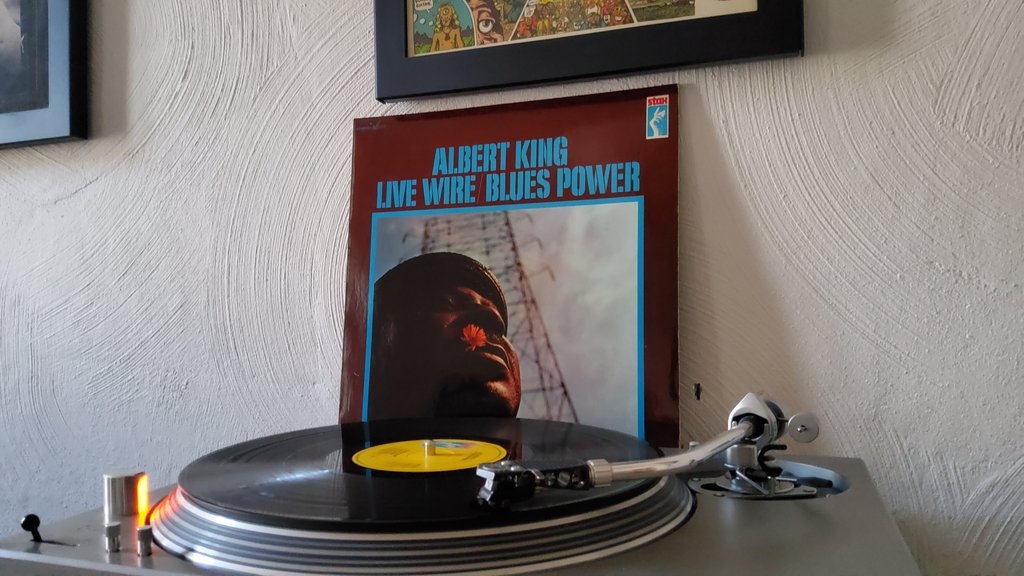 stax
ALBERT KING
LIVE WIRE/BLUES POWER